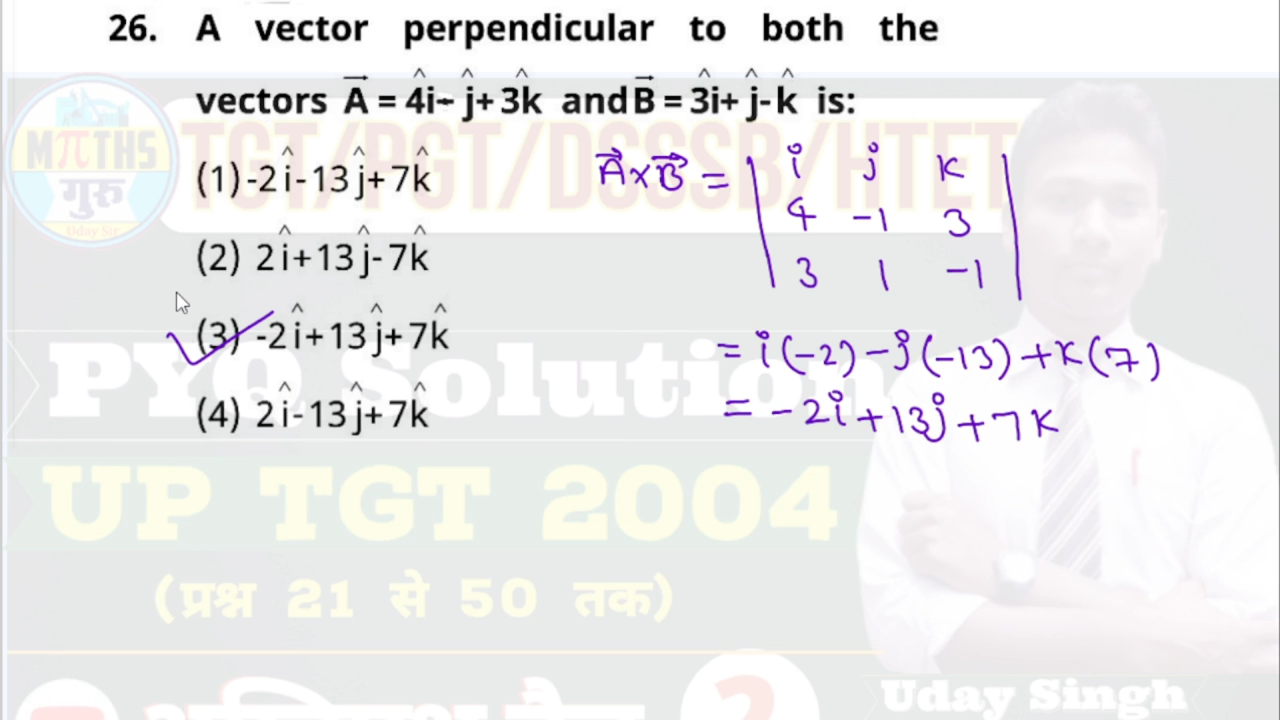 26. A vector perpendicular to both the
vectors A⃗ = 4î- ĵ+ 3k̂ and B⃗ = 3î+ ĵ- k̂ is:
(1) -2î-13ĵ+7k̂
(2) 2î+13ĵ-7k̂
(3) -2î+13ĵ+7k̂
(4) 2î-13ĵ+7k̂
A⃗×B⃗ = | i j k |
| 4 -1 3 |
| 3 1 -1 |
= i(-2) - j(-13) + k(7)
= -2i + 13j + 7k
MπTHS
गुरु
Uday Sir
TGT/PGT/DSSSB/HTET
PYQ Solution
UP TGT 2004
(प्रश्न 21 से 50 तक)
Uday Singh